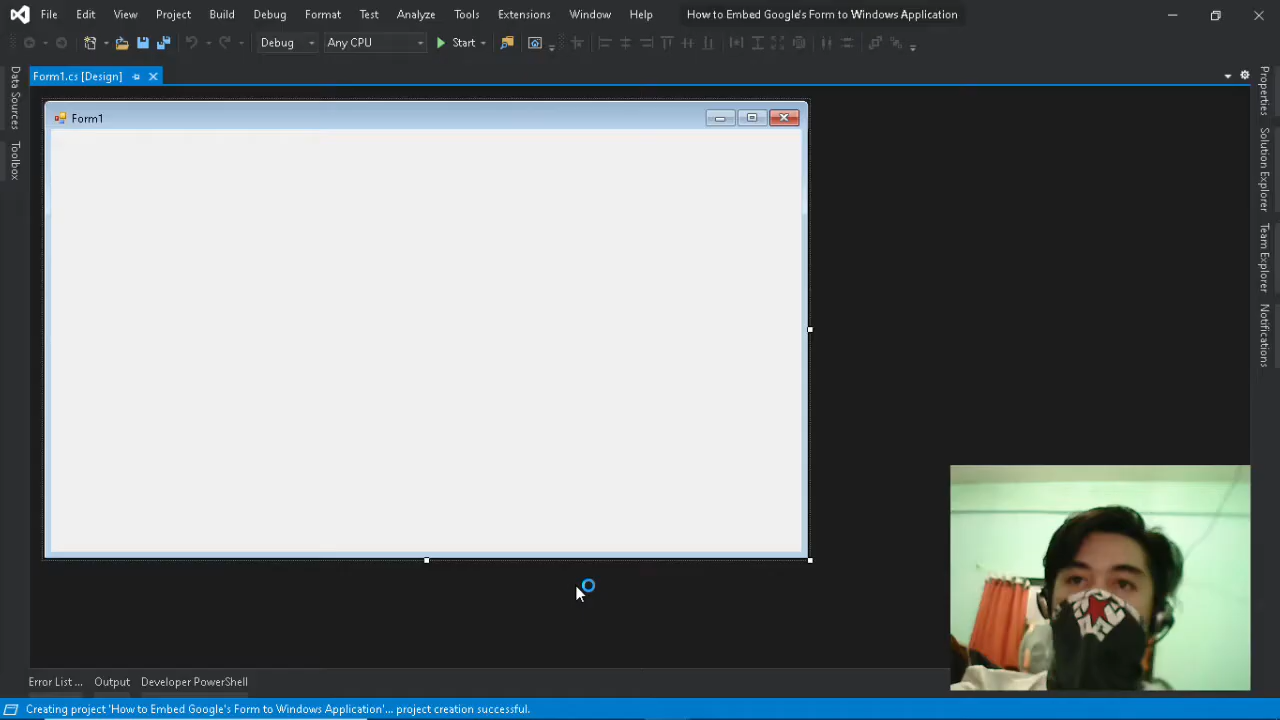 File Edit View Project Build Debug Format Test Analyze Tools Extensions Window Help How to Embed Google's Form to Windows Application
Debug Any CPU Start
Form1.cs [Design]
Form1
Data Sources
Toolbox
Properties
Solution Explorer
Team Explorer
Notifications
Error List ... Output Developer PowerShell
Creating project 'How to Embed Google's Form to Windows Application'... project creation successful.